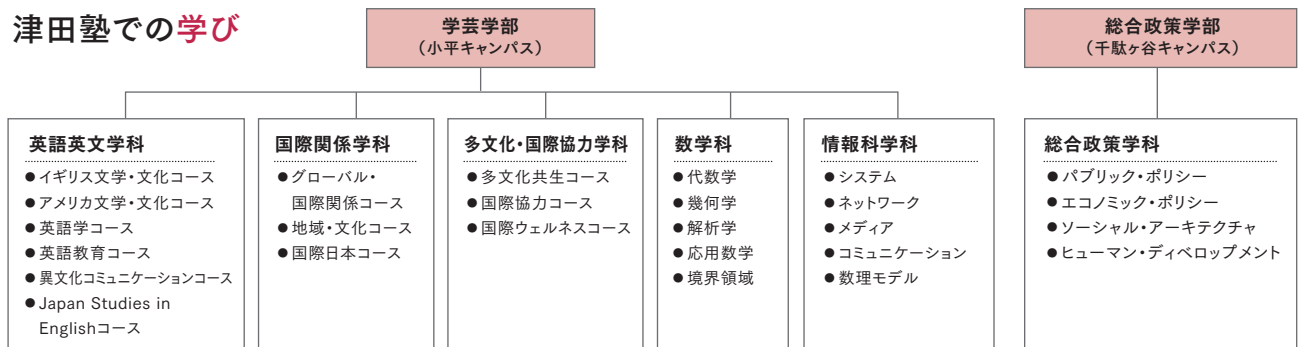 津田塾での学び
学芸学部
（小平キャンパス）
総合政策学部
（千駄ヶ谷キャンパス）
英語英文学科
●イギリス文学・文化コース
●アメリカ文学・文化コース
●英語学コース
●英語教育コース
●異文化コミュニケーションコース
●Japan Studies in
Englishコース
国際関係学科
●グローバル・
国際関係コース
●地域・文化コース
●国際日本コース
多文化・国際協力学科
●多文化共生コース
●国際協力コース
●国際ウェルネスコース
数学科
●代数学
●幾何学
●解析学
●応用数学
●境界領域
情報科学科
●システム
●ネットワーク
●メディア
●コミュニケーション
●数理モデル
総合政策学科
●パブリック・ポリシー
●エコノミック・ポリシー
●ソーシャル・アーキテクチャ
●ヒューマン・ディベロップメント